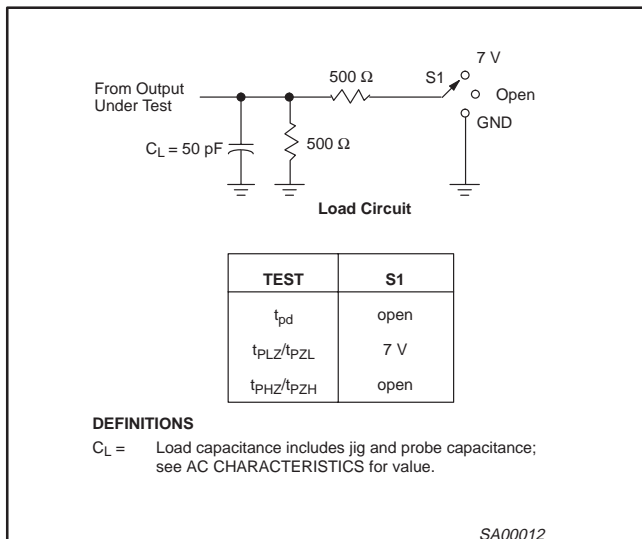 7 V
500 Ω
S1
From Output
Under Test
Open
GND
C_L = 50 pF
500 Ω
Load Circuit
TEST S1
t_pd open
t_PLZ/t_PZL 7 V
t_PHZ/t_PZH open
DEFINITIONS
C_L = Load capacitance includes jig and probe capacitance;
see AC CHARACTERISTICS for value.
SA00012